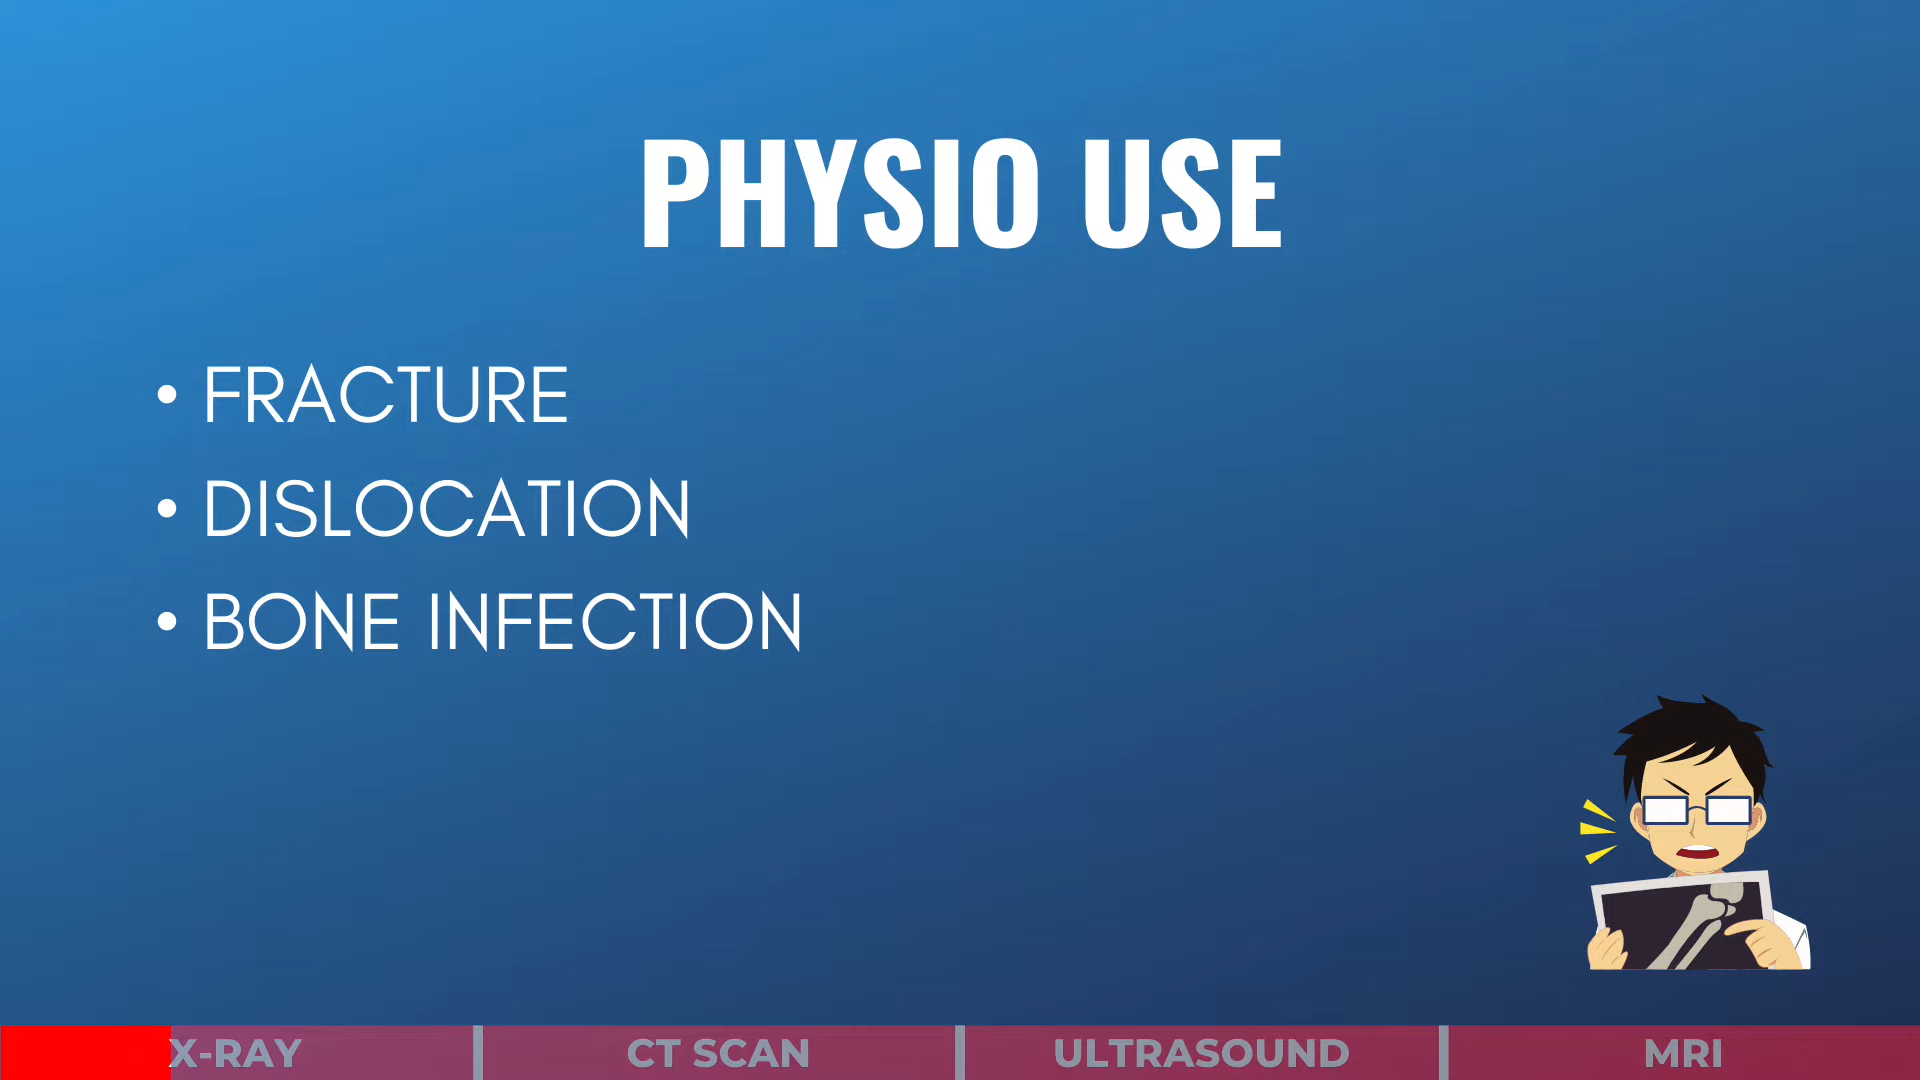 PHYSIO USE
• FRACTURE
• DISLOCATION
• BONE INFECTION
X-RAY
CT SCAN
ULTRASOUND
MRI